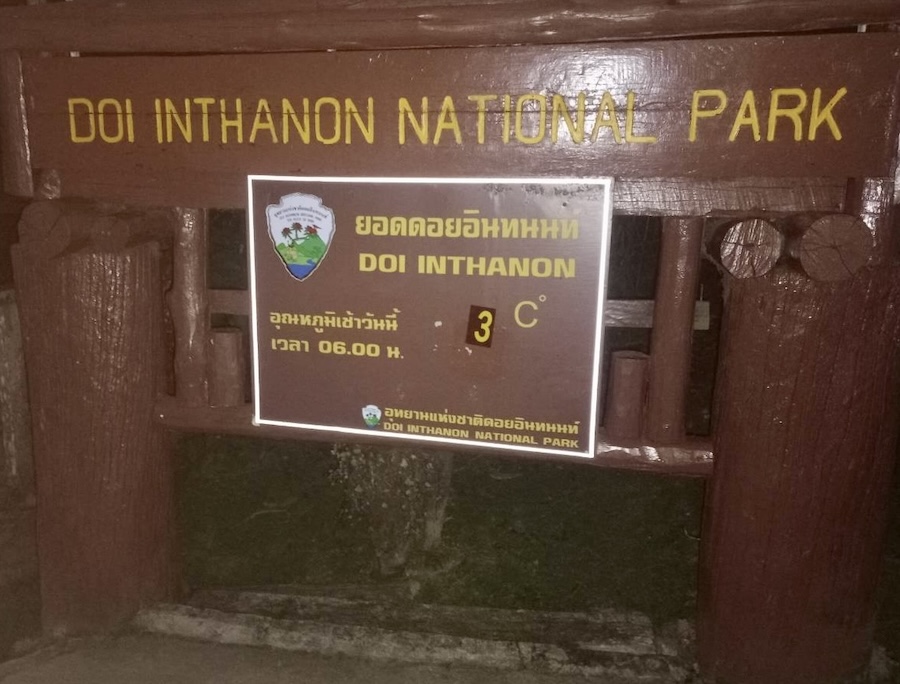 DOI INTHANON NATIONAL PARK
ยอดดอยอินทนนท์
DOI INTHANON
อุณหภูมิเช้าวันนี้
3 C°
เวลา 06.00 น.
อุทยานแห่งชาติดอยอินทนนท์
DOI INTHANON NATIONAL PARK